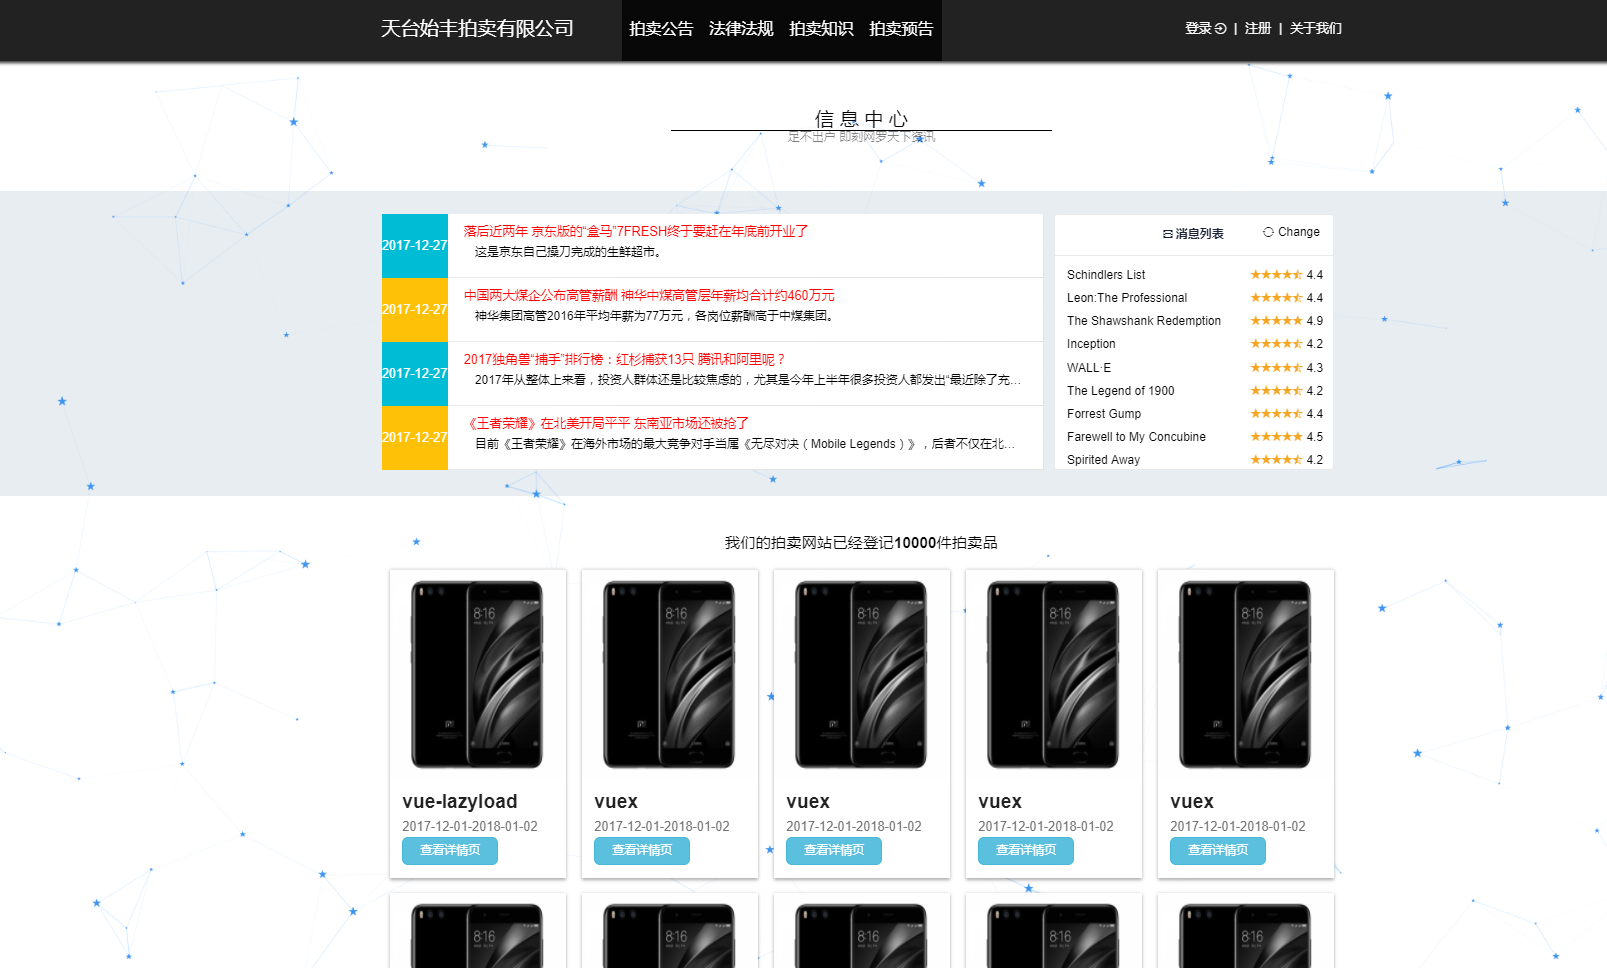 天台始丰拍卖有限公司 拍卖公告 法律法规 拍卖知识 拍卖预告 登录 | 注册 | 关于我们
信息中心
足不出户 即刻网罗天下资讯
2017-12-27
落后近两年 京东版的“盒马”7FRESH终于要赶在年底前开业了
这是京东自己操刀完成的生鲜超市。
2017-12-27
中国两大煤企公布高管薪酬 神华中煤高管层年薪均合计约460万元
神华集团高管2016年平均年薪为77万元，各岗位薪酬高于中煤集团。
2017-12-27
2017独角兽“捕手”排行榜：红杉捕获13只 腾讯和阿里呢？
2017年从整体上来看，投资人群体还是比较焦虑的，尤其是今年上半年很多投资人都发出“最近除了充…
2017-12-27
《王者荣耀》在北美开局平平 东南亚市场还被抢了
目前《王者荣耀》在海外市场的最大竞争对手当属《无尽对决（Mobile Legends）》，后者不仅在北…
消息列表 Change
Schindlers List 4.4
Leon:The Professional 4.4
The Shawshank Redemption 4.9
Inception 4.2
WALL·E 4.3
The Legend of 1900 4.2
Forrest Gump 4.4
Farewell to My Concubine 4.5
Spirited Away 4.2
我们的拍卖网站已经登记10000件拍卖品
8:16 8:16 8:16 8:16 8:16
vue-lazyload vuex vuex vuex vuex
2017-12-01-2018-01-02 2017-12-01-2018-01-02 2017-12-01-2018-01-02 2017-12-01-2018-01-02 2017-12-01-2018-01-02
查看详情页 查看详情页 查看详情页 查看详情页 查看详情页
8:16 8:16 8:16 8:16 8:16